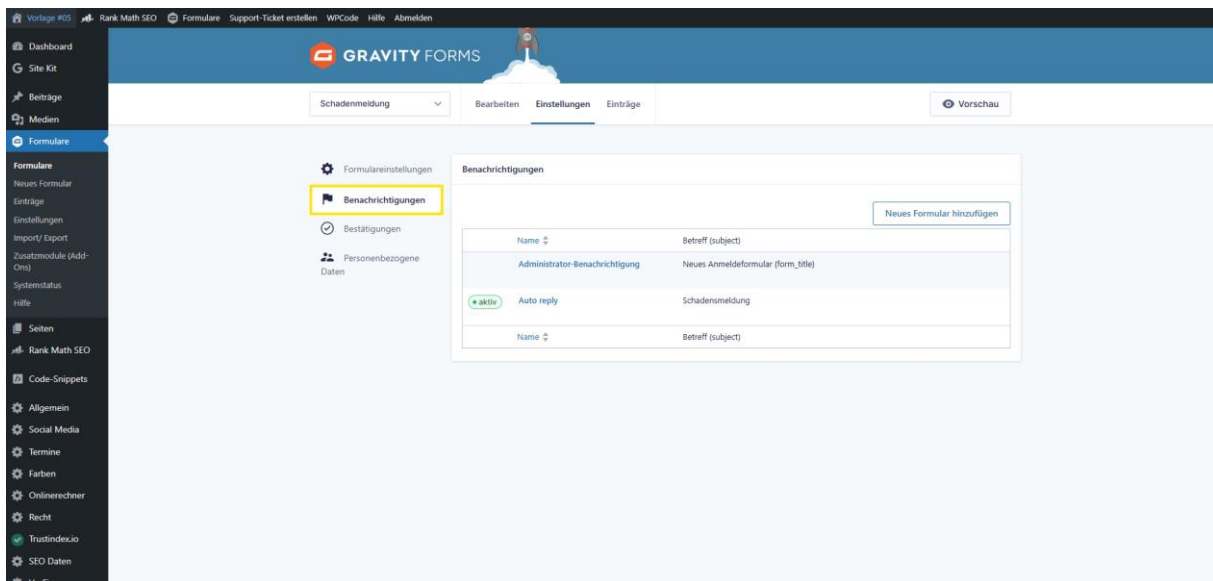 Vorlage #05 Rank Math SEO Formulare Support-Ticket erstellen WPCode Hilfe Abmelden
Dashboard
Site Kit
Beiträge
Medien
Formulare
Formulare
Neues Formular
Einträge
Einstellungen
Import/ Export
Zusatzmodule (Add-
Ons)
Systemstatus
Hilfe
Seiten
Rank Math SEO
Code-Snippets
Allgemein
Social Media
Termine
Farben
Onlinerechner
Recht
Trustindex.io
SEO Daten
GRAVITY FORMS
Schadenmeldung Bearbeiten Einstellungen Einträge Vorschau
Formulareinstellungen
Benachrichtigungen
Bestätigungen
Personenbezogene
Daten
Benachrichtigungen
Neues Formular hinzufügen
Name Betreff (subject)
Administrator-Benachrichtigung Neues Anmeldeformular (form_title)
aktiv Auto reply Schadensmeldung
Name Betreff (subject)